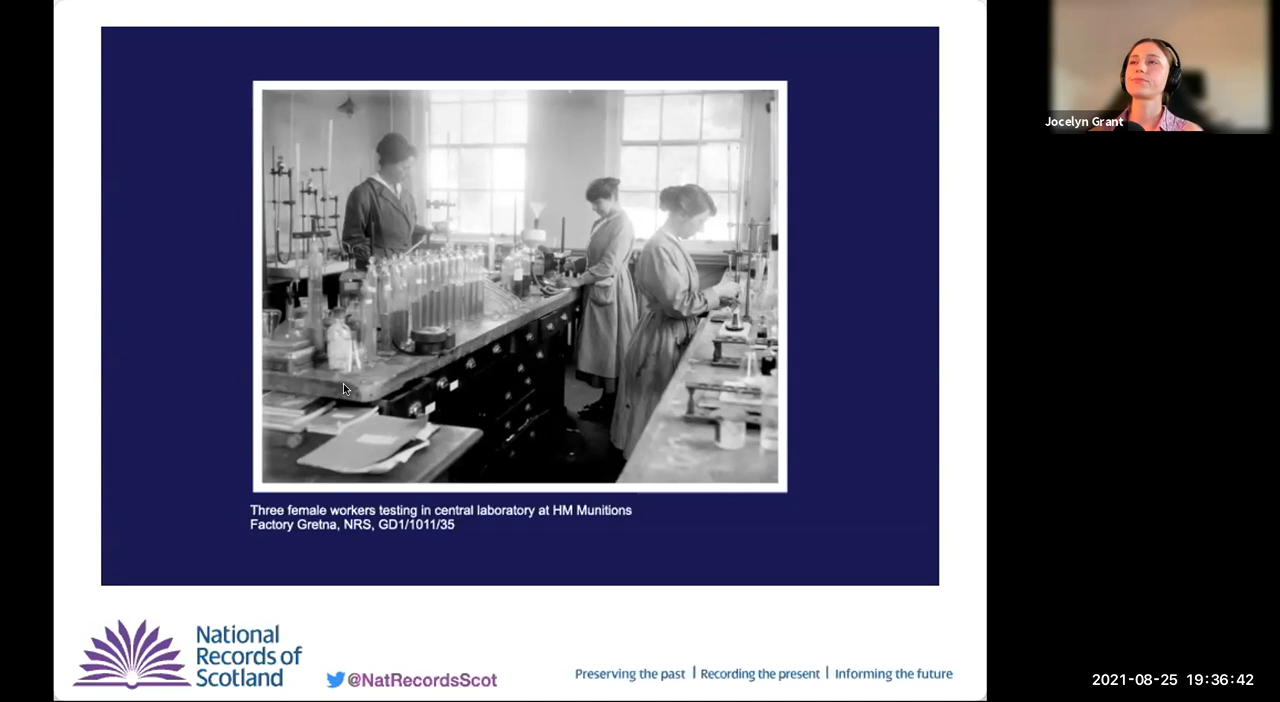 Jocelyn Grant
Three female workers testing in central laboratory at HM Munitions
Factory Gretna, NRS, GD1/1011/35
National
Records of
Scotland
@NatRecordsScot
Preserving the past | Recording the present | Informing the future
2021-08-25 19:36:42